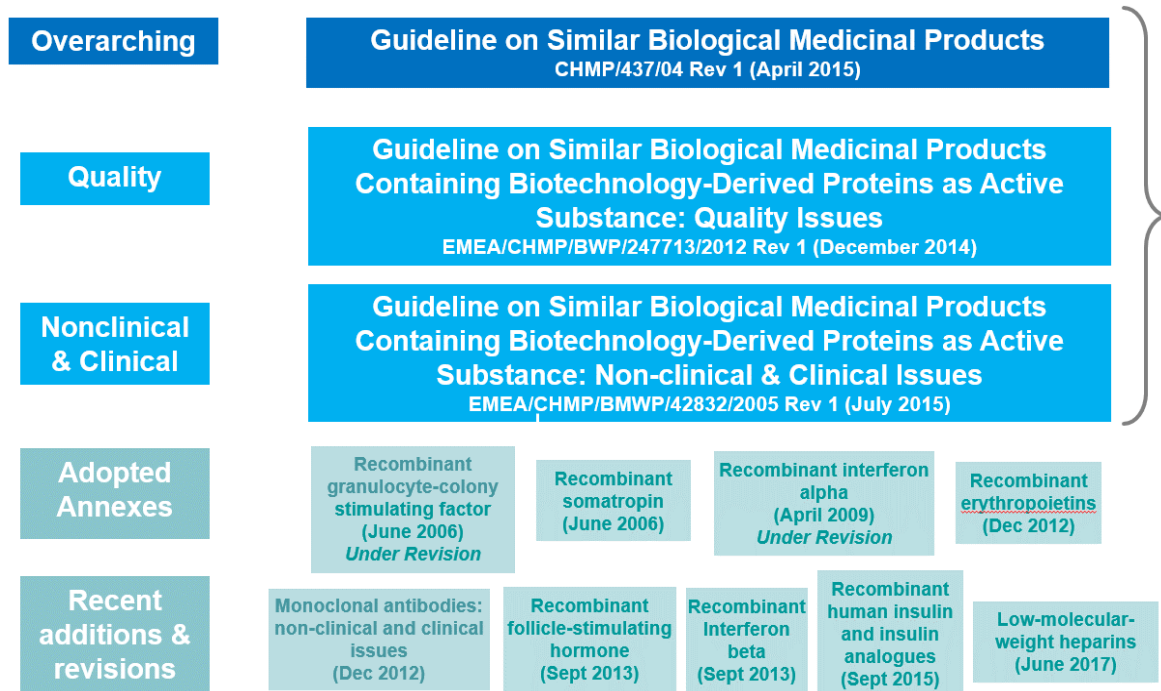 Overarching
Guideline on Similar Biological Medicinal Products
CHMP/437/04 Rev 1 (April 2015)
Quality
Guideline on Similar Biological Medicinal Products
Containing Biotechnology-Derived Proteins as Active
Substance: Quality Issues
EMEA/CHMP/BWP/247713/2012 Rev 1 (December 2014)
Nonclinical
& Clinical
Guideline on Similar Biological Medicinal Products
Containing Biotechnology-Derived Proteins as Active
Substance: Non-clinical & Clinical Issues
EMEA/CHMP/BMWP/42832/2005 Rev 1 (July 2015)
Adopted
Annexes
Recombinant
granulocyte-colony
stimulating factor
(June 2006)
Under Revision
Recombinant
somatropin
(June 2006)
Recombinant interferon
alpha
(April 2009)
Under Revision
Recombinant
erythropoietins
(Dec 2012)
Recent
additions &
revisions
Monoclonal antibodies:
non-clinical and clinical
issues
(Dec 2012)
Recombinant
follicle-stimulating
hormone
(Sept 2013)
Recombinant
Interferon
beta
(Sept 2013)
Recombinant
human insulin
and insulin
analogues
(Sept 2015)
Low-molecular-
weight heparins
(June 2017)